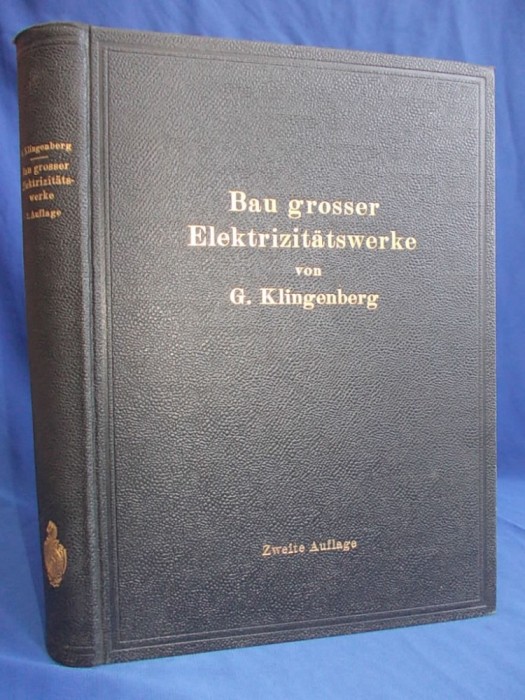 Klingenberg
Bau grosser
Elektrizitäts-
werke
2. Auflage
Bau grosser
Elektrizitätswerke
von
G. Klingenberg
Zweite Auflage